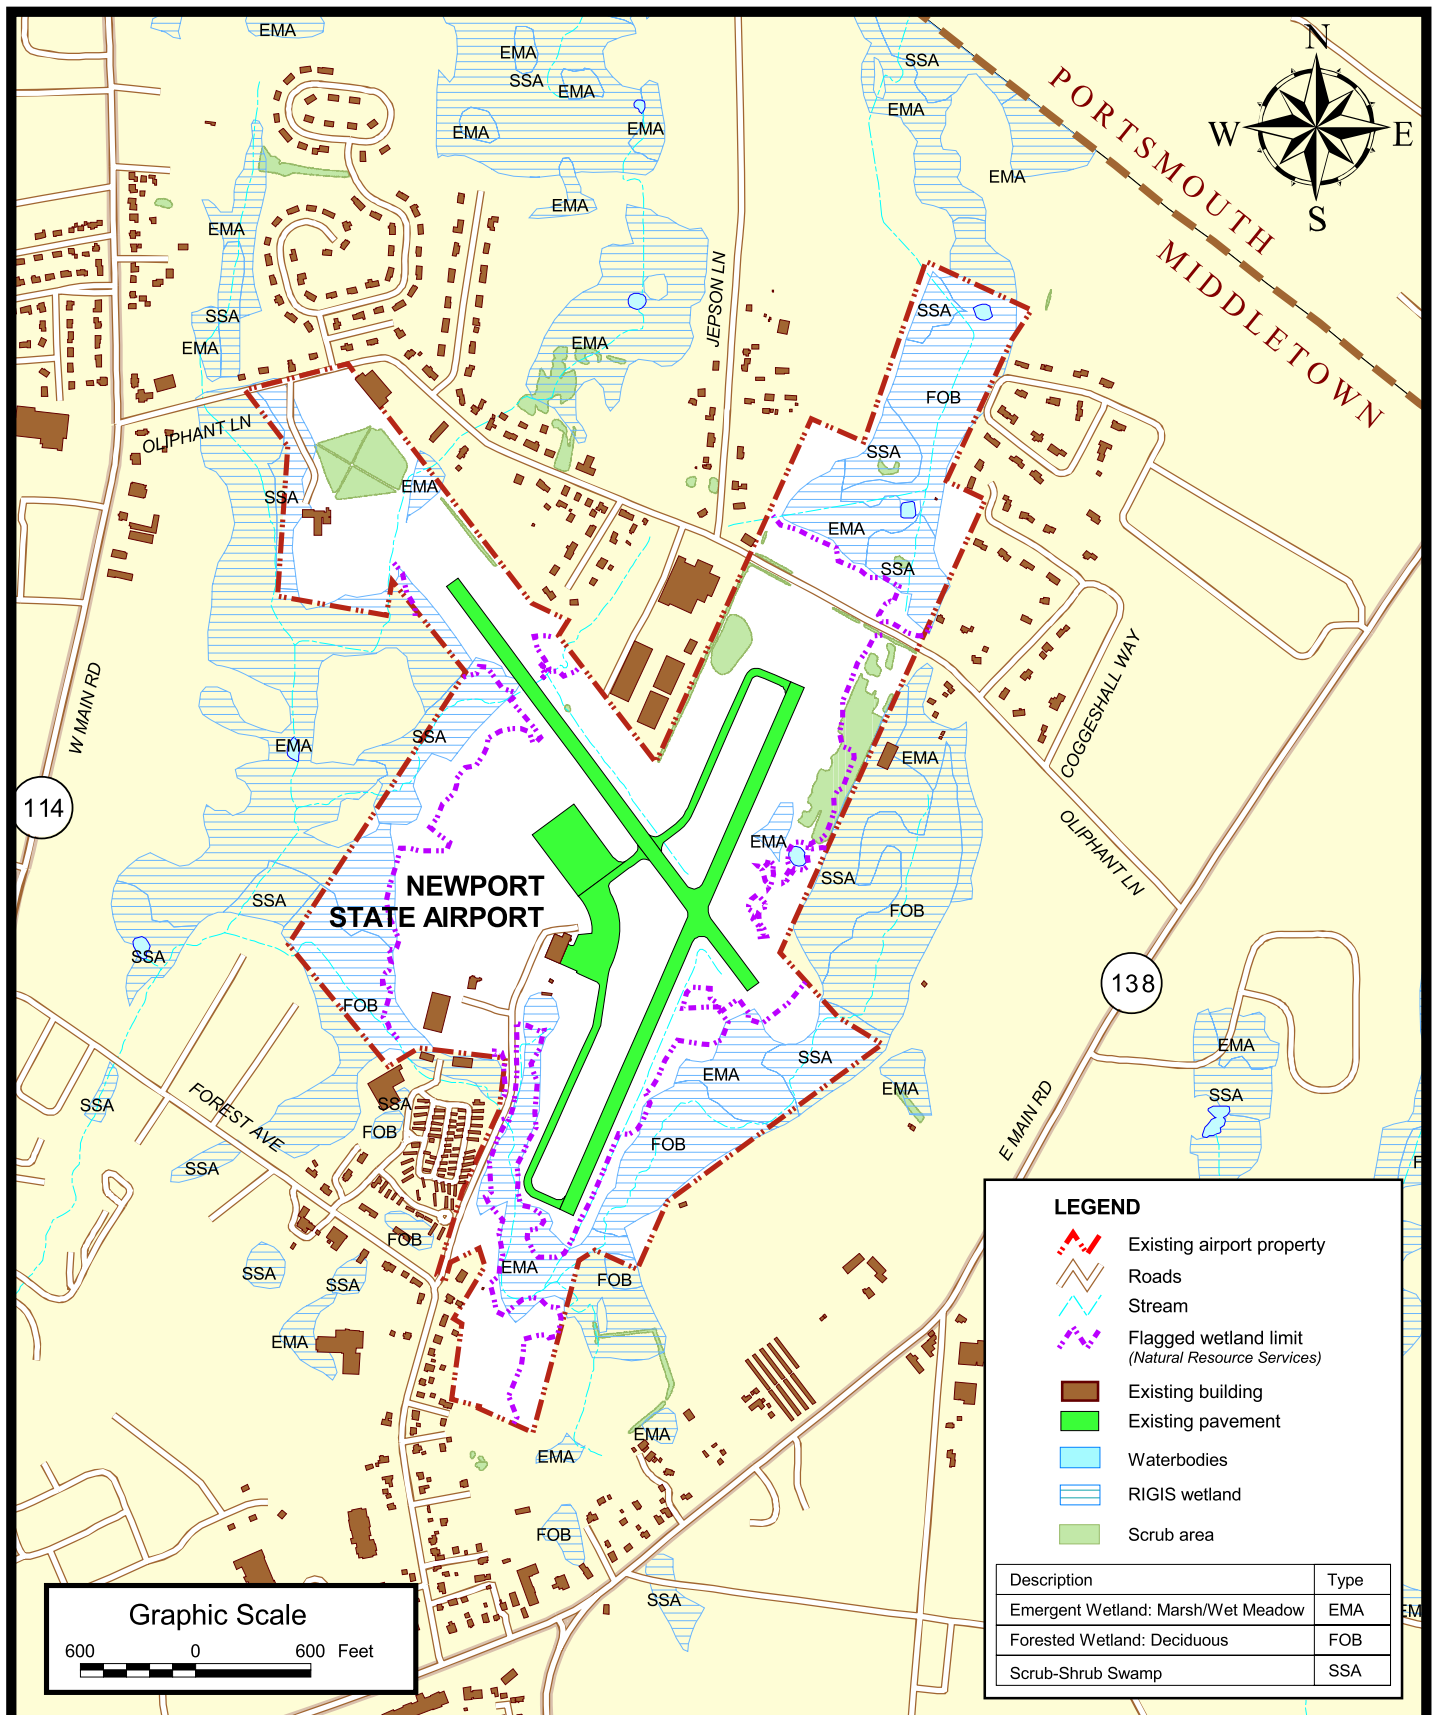 EMA
EMA
SSA
EMA
EMA
EMA
SSA
EMA
EMA
EMA
EMA
PORTSMOUTH
MIDDLETOWN
N
W
E
S
SSA
EMA
EMA
JEPSON LN
SSA
FOB
OLIPHANT LN
SSA
EMA
SSA
EMA
SSA
W MAIN RD
114
EMA
SSA
EMA
COGGESHALL WAY
OLIPHANT LN
EMA
SSA
FOB
NEWPORT
STATE AIRPORT
SSA
SSA
FOB
138
E MAIN RD
EMA
SSA
SSA
EMA
EMA
FOB
SSA
FOREST AVE
SSA
FOB
SSA
FOB
SSA
SSA
EMA
EMA
FOB
EMA
EMA
FOB
SSA
F
EM
LEGEND
Existing airport property
Roads
Stream
Flagged wetland limit
(Natural Resource Services)
Existing building
Existing pavement
Waterbodies
RIGIS wetland
Scrub area
Description Type
Emergent Wetland: Marsh/Wet Meadow EMA
Forested Wetland: Deciduous FOB
Scrub-Shrub Swamp SSA
Graphic Scale
600 0 600 Feet